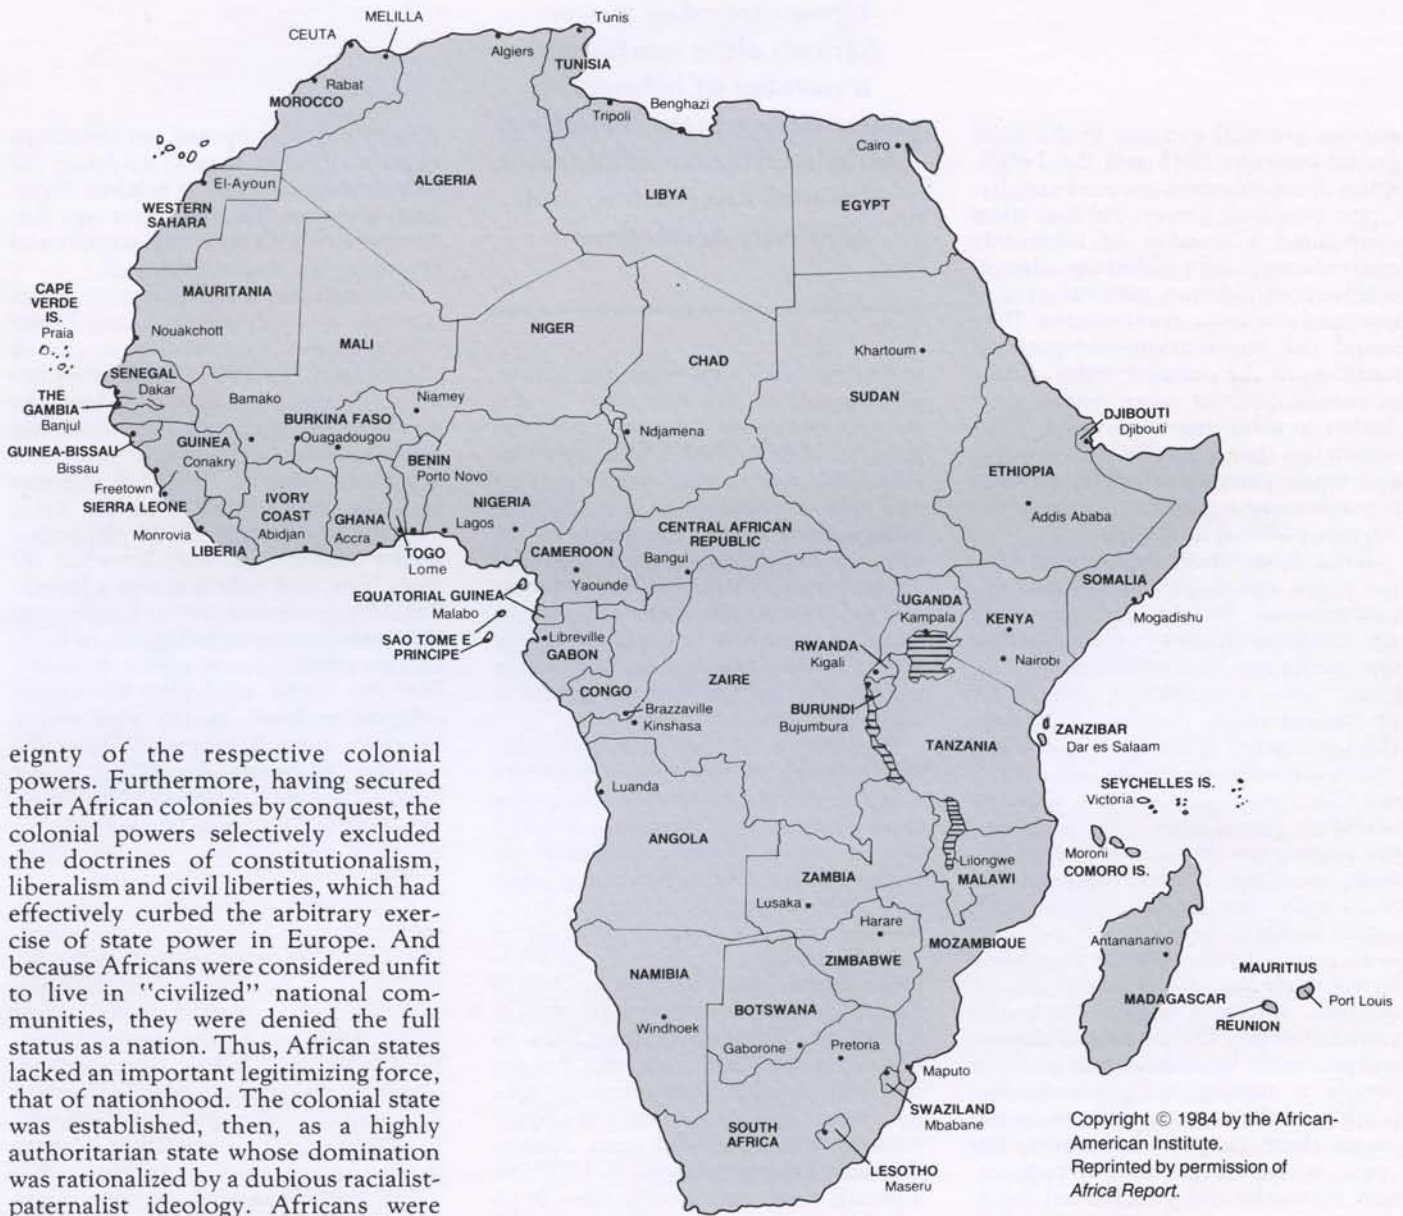 MELILLA
Tunis
CEUTA
Algiers
TUNISIA
Rabat
MOROCCO
Tripoli
Benghazi
Cairo
El-Ayoun
ALGERIA
LIBYA
EGYPT
WESTERN
SAHARA
MAURITANIA
CAPE
VERDE
IS.
Praia
Nouakchott
MALI
NIGER
CHAD
Khartoum
SUDAN
SENEGAL
Dakar
THE
GAMBIA
Banjul
Bamako
Niamey
BURKINA FASO
Ouagadougou
Ndjamena
DJIBOUTI
Djibouti
GUINEA-BISSAU
Bissau
GUINEA
Conakry
BENIN
Porto Novo
ETHIOPIA
Addis Ababa
Freetown
SIERRA LEONE
IVORY
COAST
Abidjan
GHANA
Accra
NIGERIA
Lagos
Monrovia
LIBERIA
TOGO
Lome
CAMEROON
Yaounde
CENTRAL AFRICAN
REPUBLIC
Bangui
SOMALIA
Mogadishu
EQUATORIAL GUINEA
Malabo
UGANDA
Kampala
KENYA
Nairobi
SAO TOME E
PRINCIPE
Libreville
GABON
RWANDA
Kigali
CONGO
ZAIRE
Brazzaville
Kinshasa
BURUNDI
Bujumbura
TANZANIA
ZANZIBAR
Dar es Salaam
SEYCHELLES IS.
Victoria
Luanda
ANGOLA
Moroni
COMORO IS.
Lilongwe
MALAWI
ZAMBIA
Lusaka
Harare
MOZAMBIQUE
ZIMBABWE
Antananarivo
MADAGASCAR
MAURITIUS
Port Louis
REUNION
NAMIBIA
Windhoek
BOTSWANA
Gaborone
Pretoria
Maputo
SWAZILAND
Mbabane
SOUTH
AFRICA
LESOTHO
Maseru
eignty of the respective colonial
powers. Furthermore, having secured
their African colonies by conquest, the
colonial powers selectively excluded
the doctrines of constitutionalism,
liberalism and civil liberties, which had
effectively curbed the arbitrary exer-
cise of state power in Europe. And
because Africans were considered unfit
to live in "civilized" national com-
munities, they were denied the full
status as a nation. Thus, African states
lacked an important legitimizing force,
that of nationhood. The colonial state
was established, then, as a highly
authoritarian state whose domination
was rationalized by a dubious racialist-
paternalist ideology. Africans were
Copyright © 1984 by the African-
American Institute.
Reprinted by permission of
Africa Report.